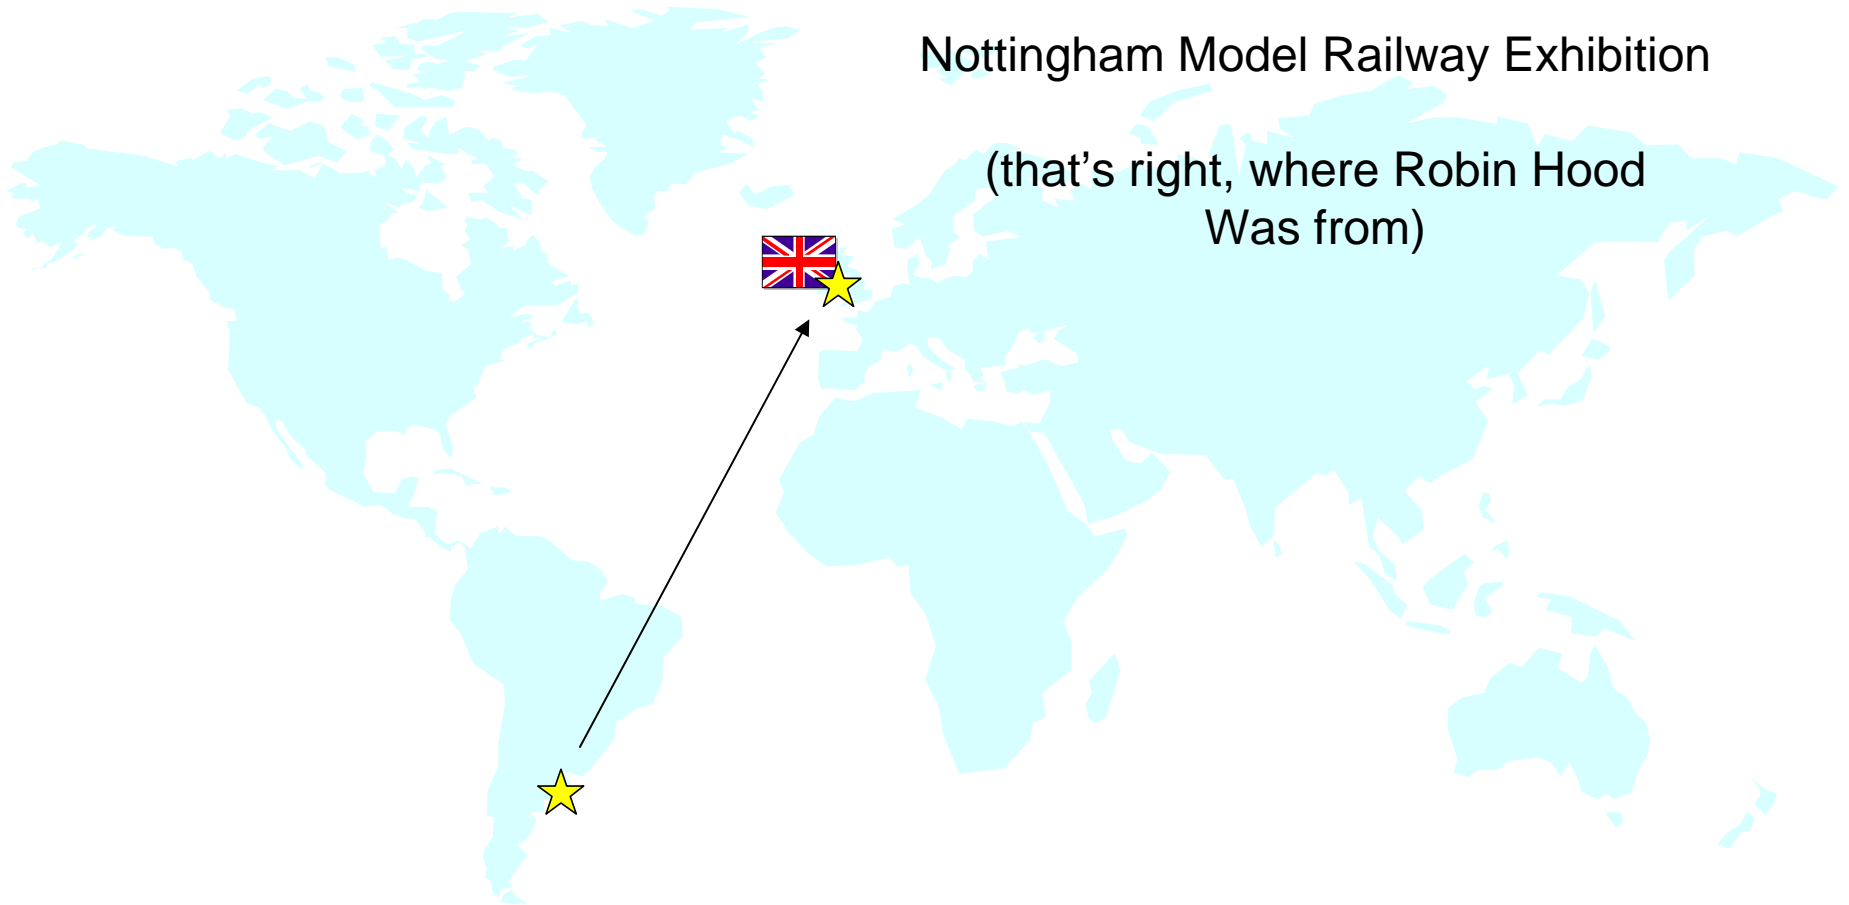 Nottingham Model Railway Exhibition
(that’s right, where Robin Hood
Was from)